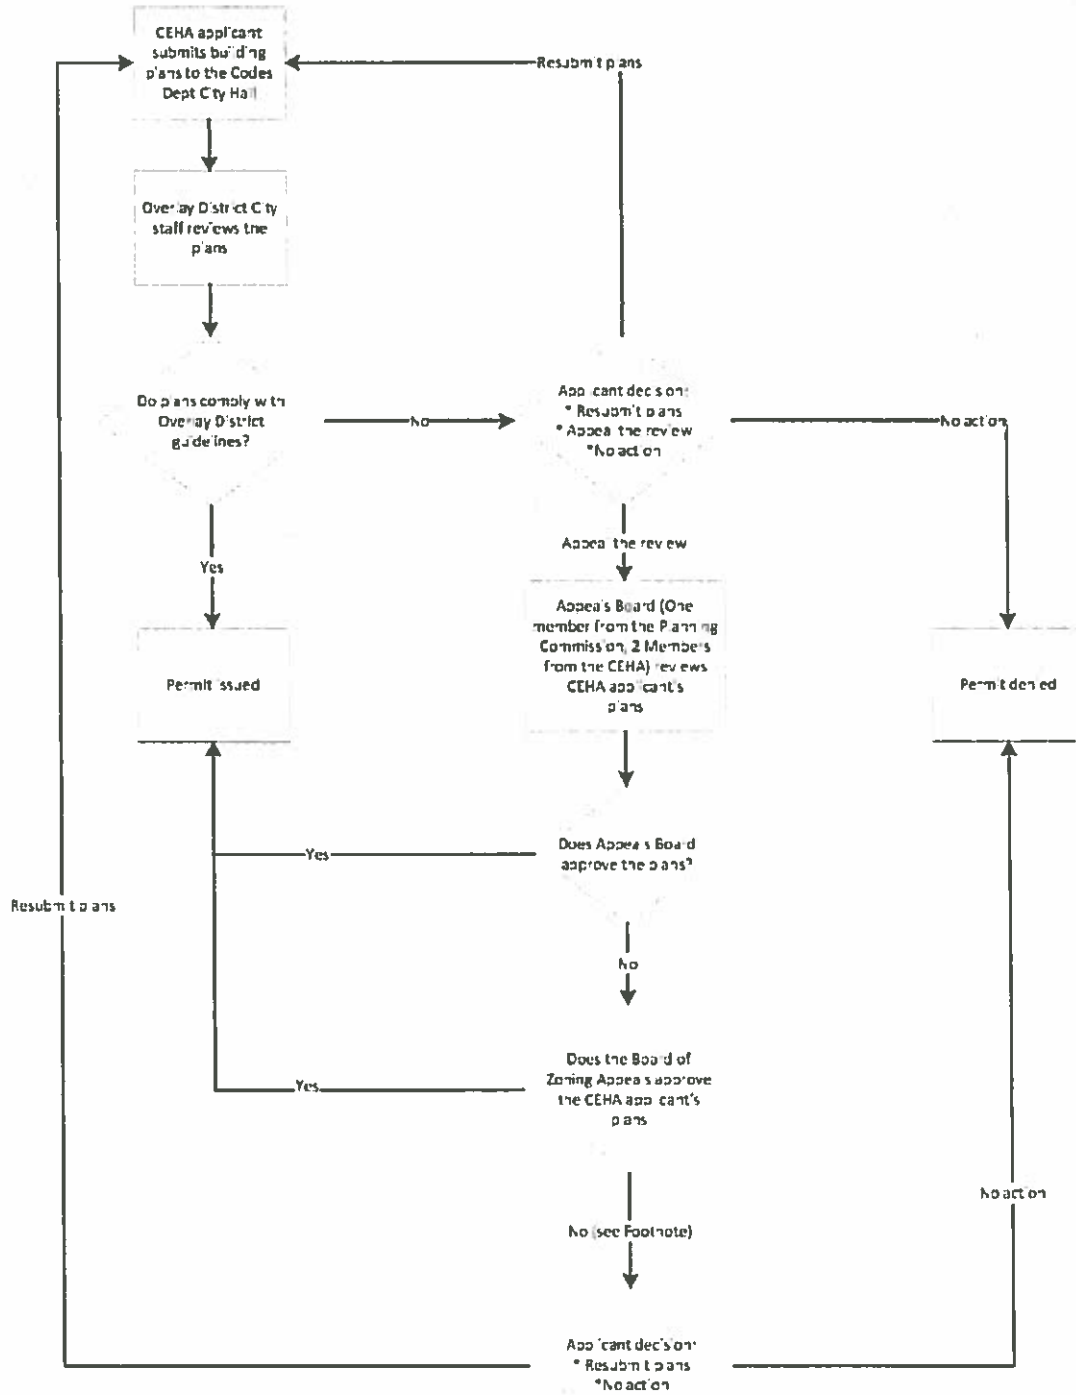 CEHA applicant
submits building
plans to the Codes
Dept City Hall
Resubmit plans
Overlay District City
staff reviews the
plans
Do plans comply with
Overlay District
guidelines?
No
Applicant decision:
* Resubmit plans
* Appeal the review
*No action
No action
Yes
Appeal the review
Permit issued
Appeals Board (One
member from the Planning
Commission, 2 Members
from the CEHA) reviews
CEHA applicant's
plans
Permit denied
Does Appeals Board
approve the plans?
Yes
Resubmit plans
No
Does the Board of
Zoning Appeals approve
the CEHA applicant's
plans
Yes
No action
No (see Footnote)
Applicant decision:
* Resubmit plans
*No action